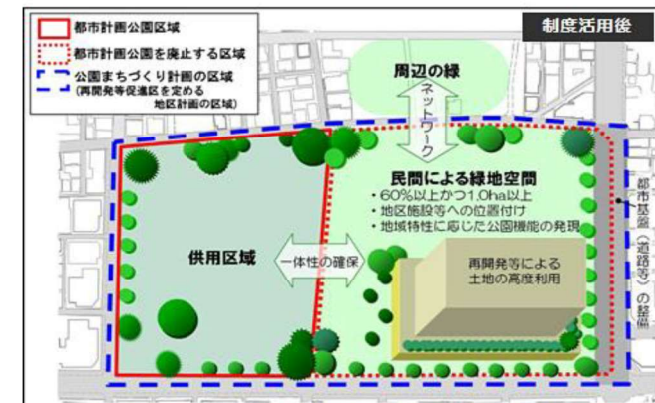 制度活用後
都市計画公園区域
都市計画公園を廃止する区域
公園まちづくり計画の区域
(再開発等促進区を定める
地区計画の区域)
周辺の緑
ネットワーク
民間による緑地空間
・60%以上かつ1.0ha以上
・地区施設等への位置付け
・地域特性に応じた公園機能の発現
供用区域
一体性の確保
再開発等による
土地の高度利用
都市基盤(道路等)の整備